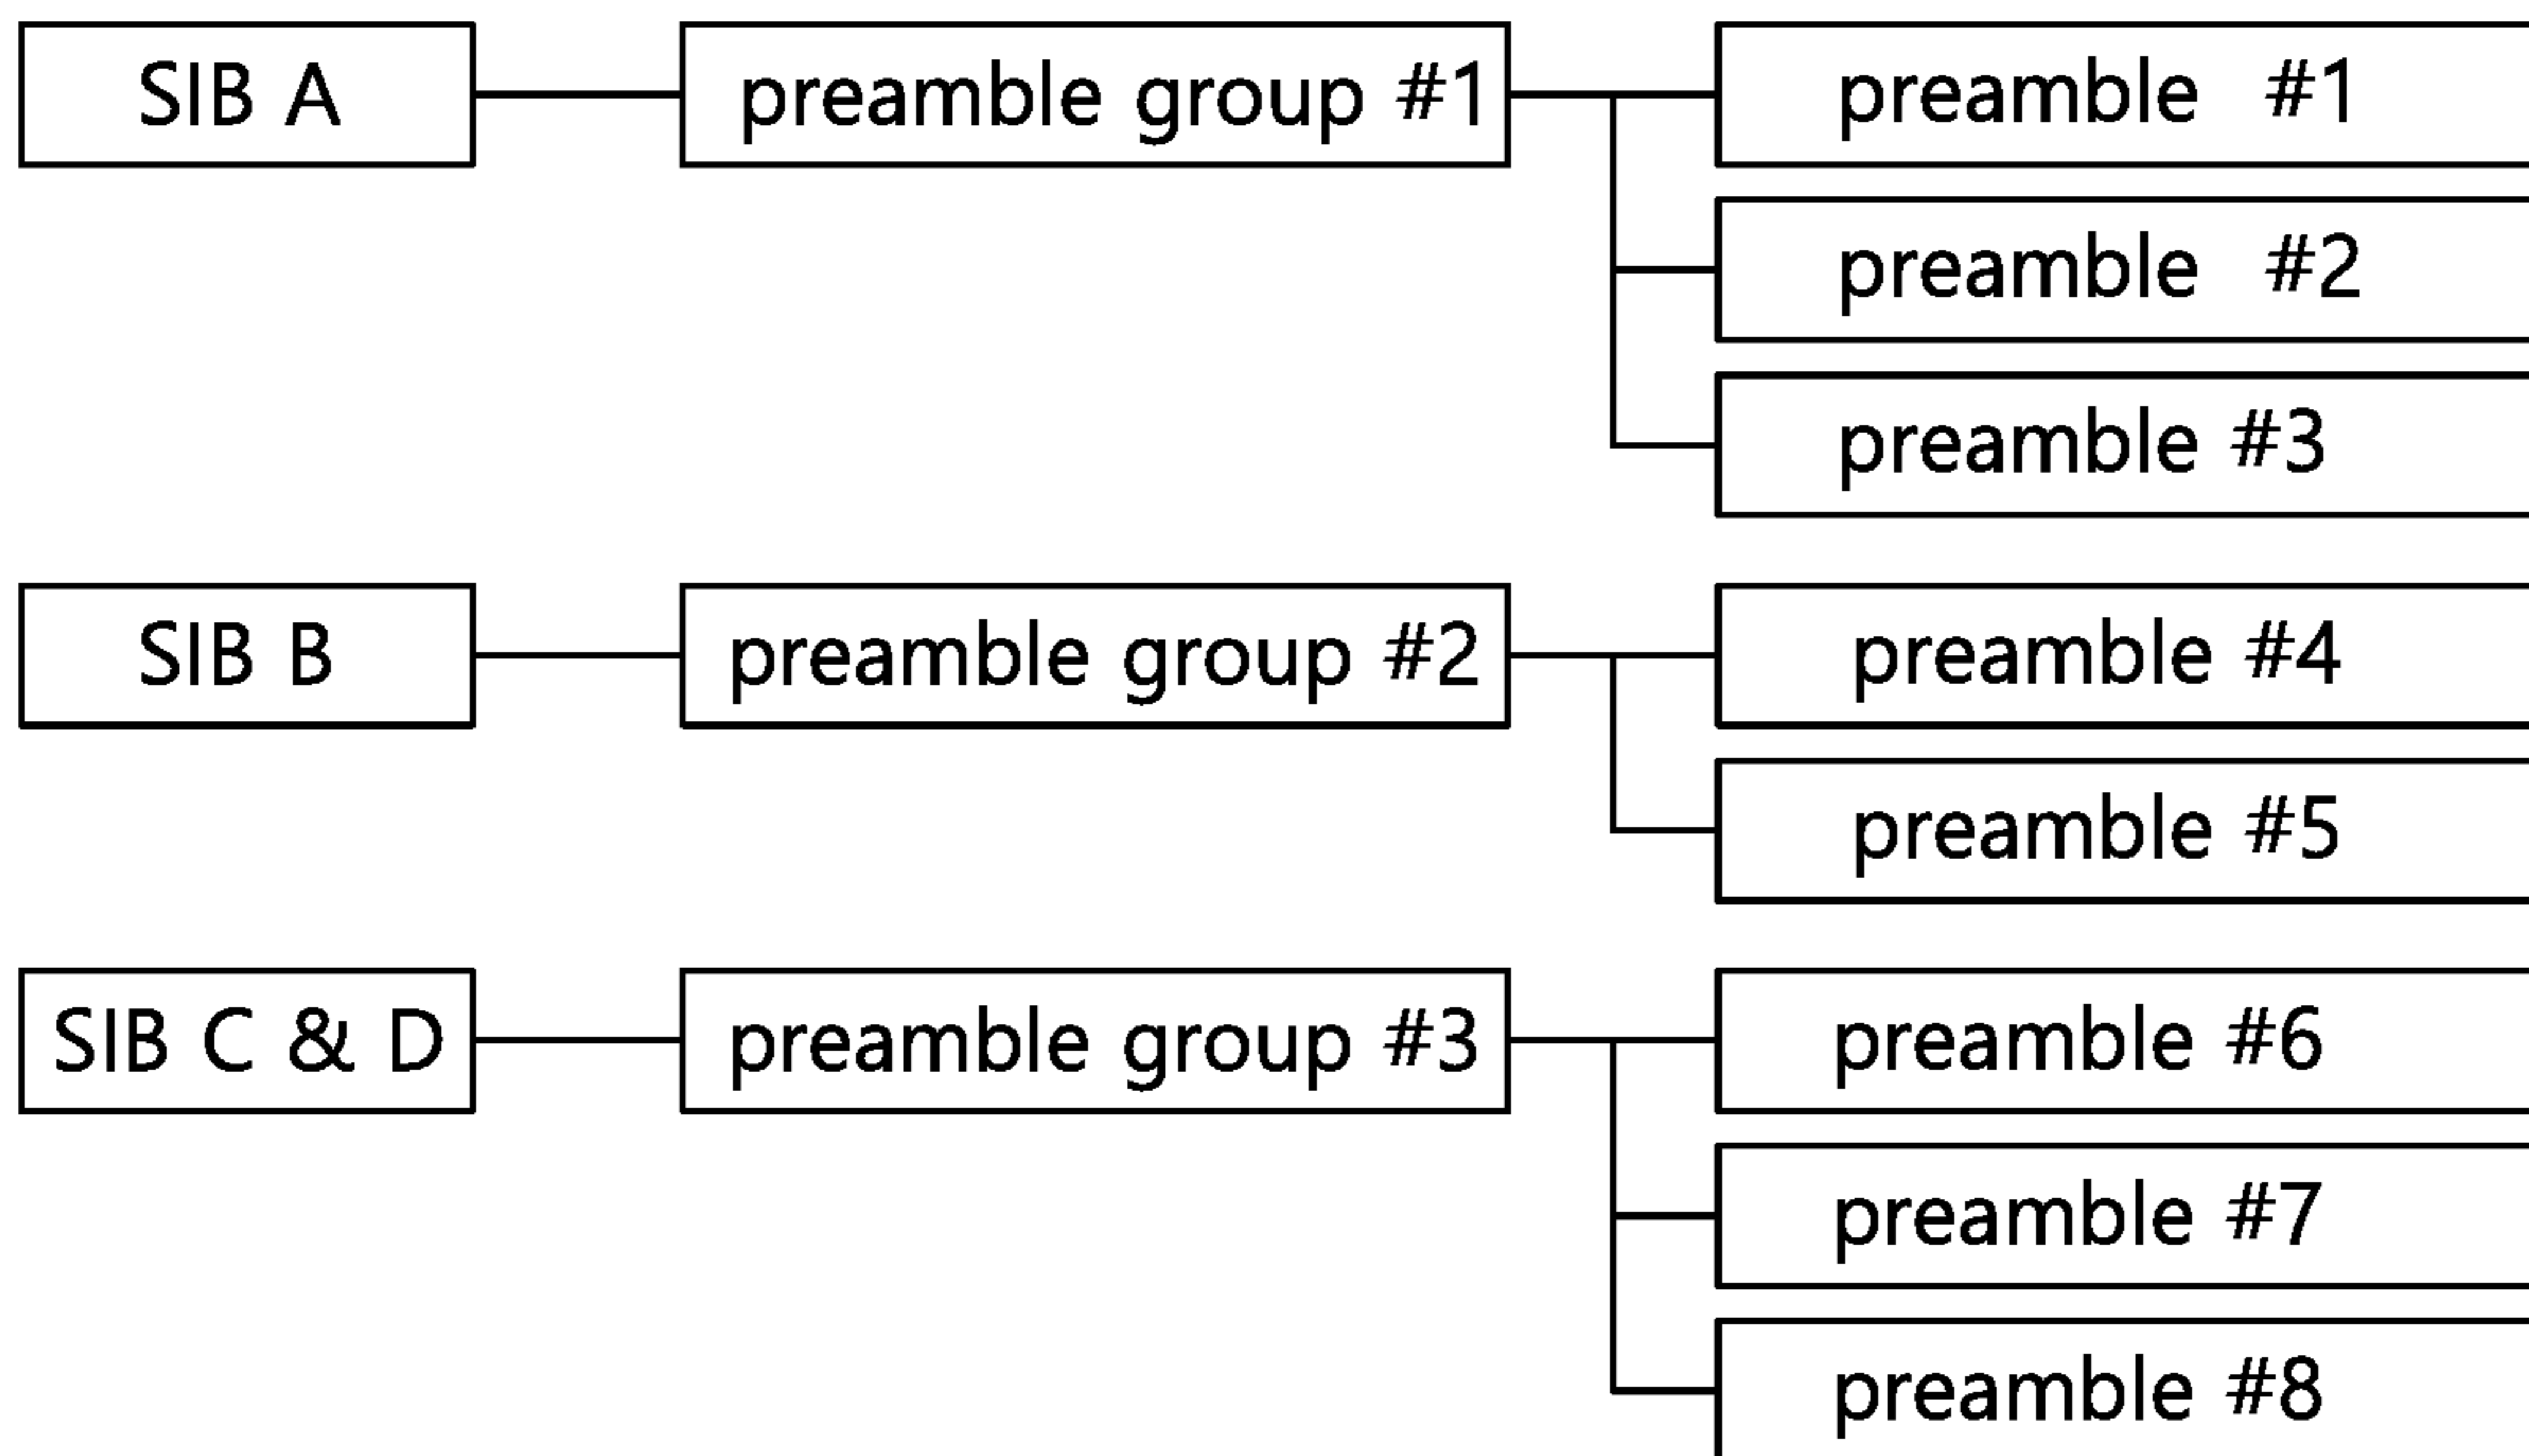 SIB A
preamble group #1
preamble #1
preamble #2
preamble #3
SIB B
preamble group #2
preamble #4
preamble #5
SIB C & D
preamble group #3
preamble #6
preamble #7
preamble #8